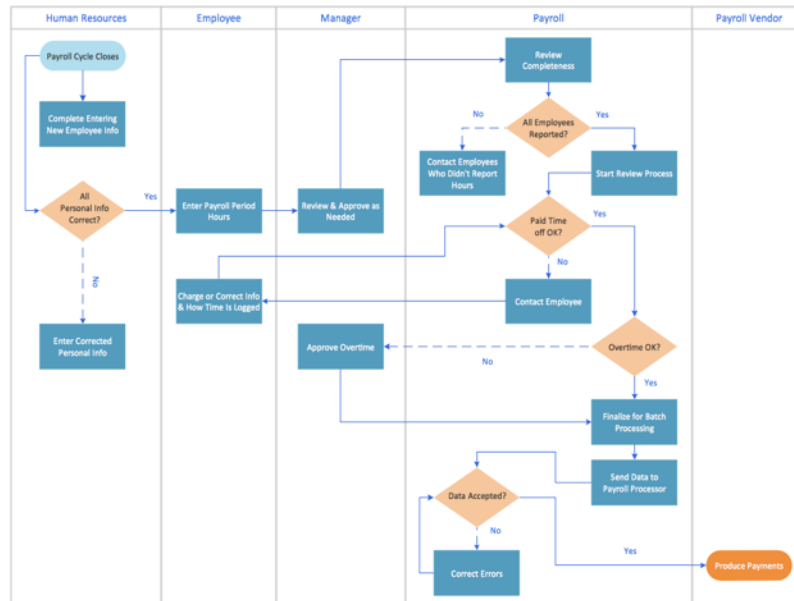 Human Resources
Employee
Manager
Payroll
Payroll Vendor
Payroll Cycle Closes
Review
Completeness
Complete Entering
New Employee Info
No
All Employees
Reported?
Yes
Contact Employees
Who Didn't Report
Hours
Start Review Process
All
Personal Info
Correct?
Yes
Enter Payroll Period
Hours
Review & Approve as
Needed
Paid Time
off OK?
Yes
No
No
Charge or Correct Info
& How Time Is Logged
Contact Employee
Enter Corrected
Personal Info
Approve Overtime
No
Overtime OK?
Yes
Finalize for Batch
Processing
Send Data to
Payroll Processor
Data Accepted?
No
Yes
Correct Errors
Produce Payments